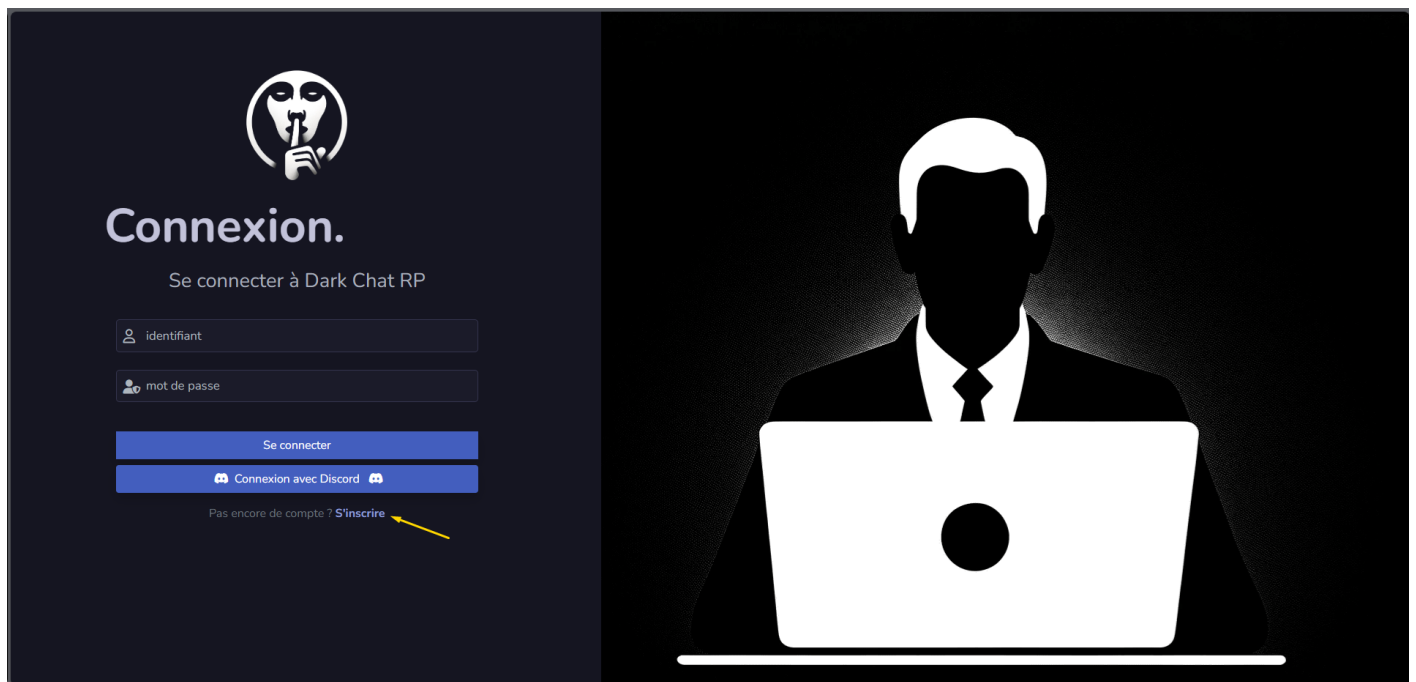 Connexion.
Se connecter à Dark Chat RP
identifiant
mot de passe
Se connecter
Connexion avec Discord
Pas encore de compte ? S'inscrire